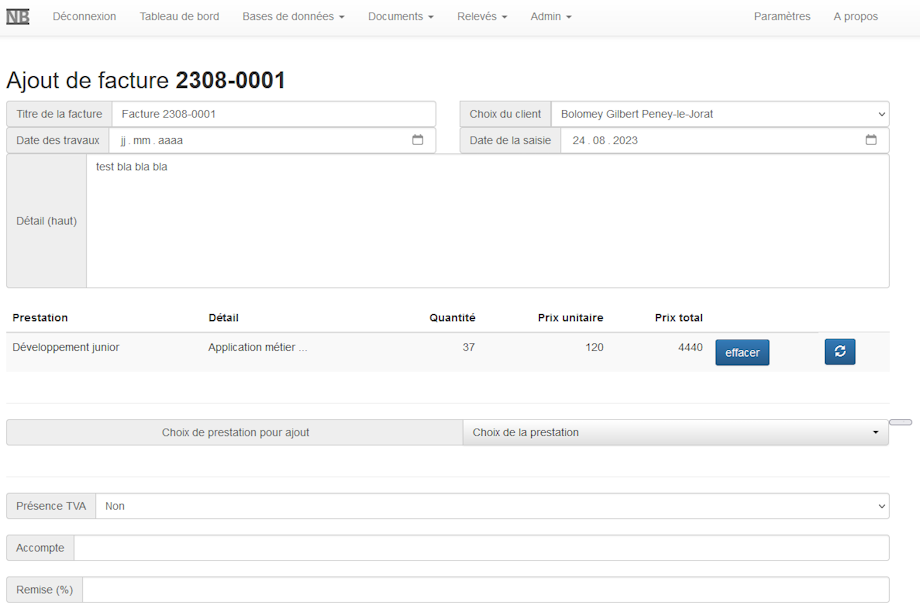 NB Déconnexion Tableau de bord Bases de données Documents Relevés Admin Paramètres A propos
Ajout de facture 2308-0001
Titre de la facture Facture 2308-0001 Choix du client Bolomey Gilbert Peney-le-Jorat
Date des travaux jj . mm . aaaa Date de la saisie 24 . 08 . 2023
test bla bla bla
Détail (haut)
Prestation Détail Quantité Prix unitaire Prix total
Développement junior Application métier ... 37 120 4440 effacer
Choix de prestation pour ajout Choix de la prestation
Présence TVA Non
Accompte
Remise (%)